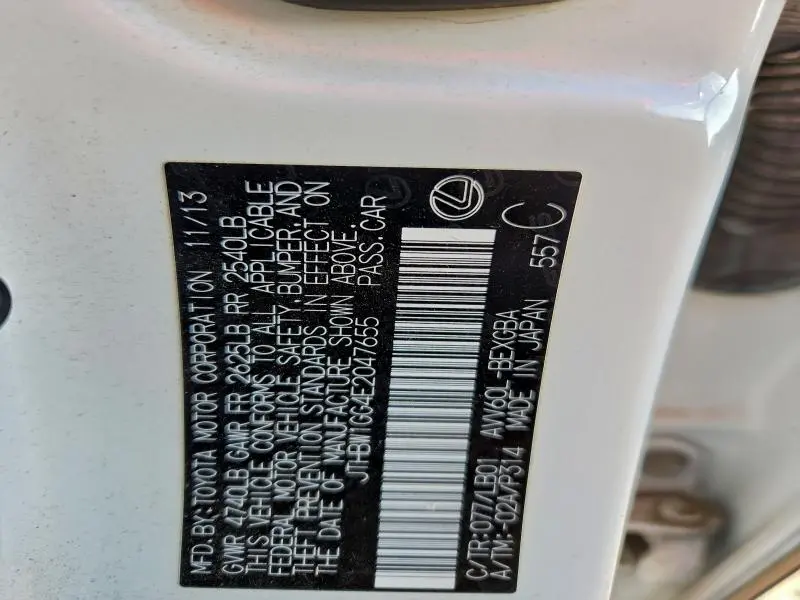 MFD.BY:TOYOTA MOTOR CORPORATION 11/13
GVWR 4740LB GAWR FR 2625LB RR 2540LB
THIS VEHICLE CONFORMS TO ALL APPLICABLE
FEDERAL MOTOR VEHICLE SAFETY,BUMPER,AND
THEFT PREVENTION STANDARDS IN EFFECT ON
THE DATE OF MANUFACTURE SHOWN ABOVE.
JTHBW1GG4E2047655 PASS.CAR
C/TR:077/LB01 AVV60L-BEXGBA
A/TM:-02A/P314 MADE IN JAPAN 557 C